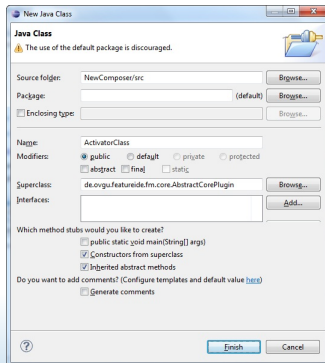 New Java Class
Java Class
The use of the default package is discouraged.
Source folder: NewComposer/src Browse...
Package: (default) Browse...
Enclosing type: Browse...
Name: ActivatorClass
Modifiers: public default private protected
abstract final static
Superclass: de.ovgu.featureide.fm.core.AbstractCorePlugin Browse...
Interfaces: Add...
Which method stubs would you like to create?
public static void main(String[] args)
Constructors from superclass
Inherited abstract methods
Do you want to add comments? (Configure templates and default value here)
Generate comments
? Finish Cancel